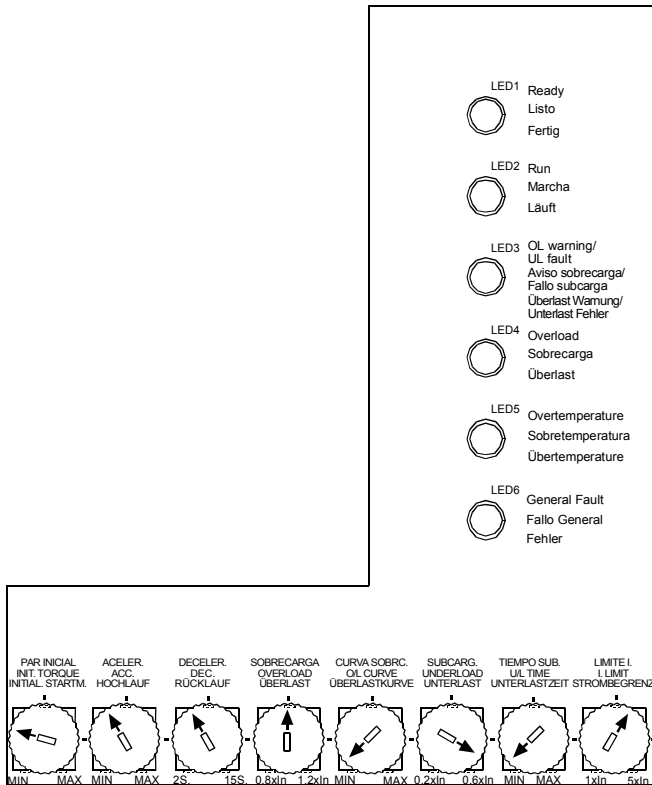 LED1 Ready
Listo
Fertig
LED2 Run
Marcha
Läuft
LED3 OL warning/
UL fault
Aviso sobrecarga/
Fallo subcarga
Überlast Warnung/
Unterlast Fehler
LED4 Overload
Sobrecarga
Überlast
LED5 Overtemperature
Sobretemperatura
Übertemperature
LED6 General Fault
Fallo General
Fehler
PAR INICIAL
INIT. TORQUE
INITIAL. STARTM.
MIN MAX
ACELER.
ACC.
HOCHLAUF
MIN MAX
DECELER.
DEC.
RÜCKLAUF
2S. 15S.
SOBRECARGA
OVERLOAD
ÜBERLAST
0.8xIn 1.2xIn
CURVA SOBRC.
O/L CURVE
ÜBERLASTKURVE
MIN MAX
SUBCARG.
UNDERLOAD
UNTERLAST
0.2xIn 0.6xIn
TIEMPO SUB.
U/L TIME
UNTERLASTZEIT
MIN MAX
LIMITE I.
I. LIMIT
STROMBEGRENZ
1xIn 5xIn